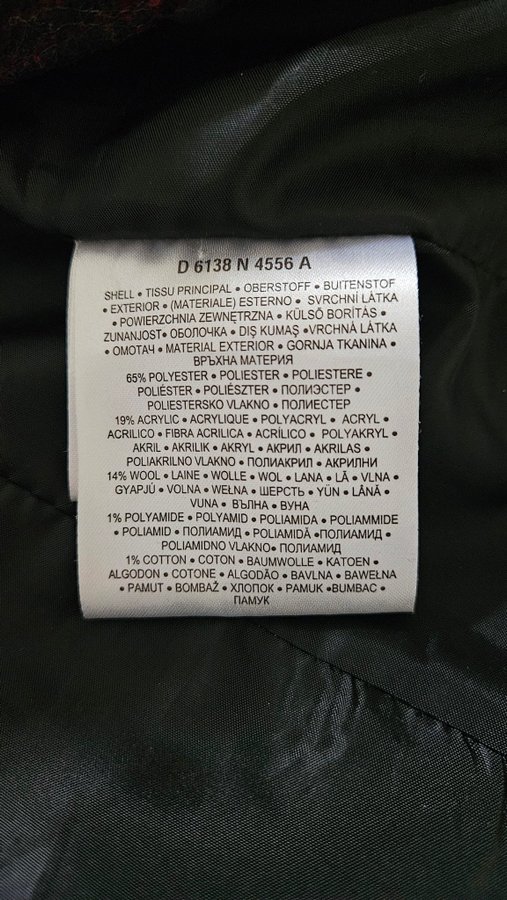 D 6138 N 4556 A
SHELL • TISSU PRINCIPAL • OBERSTOFF • BUITENSTOF
• EXTERIOR • (MATERIALE) ESTERNO • SVRCHNÍ LÁTKA
• POWIERZCHNIA ZEWNĘTRZNA • KÜLSŐ BORÍTÁS •
ZUNANJOST• ОБОЛОЧКА • DIŞ KUMAŞ •VRCHNÁ LÁTKA
• ОМОТАЧ • MATERIAL EXTERIOR • GORNJA TKANINA •
ВРЪХНА МАТЕРИЯ
65% POLYESTER • POLIESTER • POLIESTERE •
POLIÉSTER • POLIÉSZTER • ПОЛИЭСТЕР •
POLIESTERSKO VLAKNO • ПОЛИЕСТЕР
19% ACRYLIC • ACRYLIQUE • POLYACRYL • ACRYL •
ACRILICO • FIBRA ACRILICA • ACRÍLICO • POLYAKRYL •
AKRIL • AKRILIK • AKRYL • АКРИЛ • AKRILAS •
POLIAKRILNO VLAKNO • ПОЛИАКРИЛ • АКРИЛНИ
14% WOOL • LAINE • WOLLE • WOL • LANA • LÃ • VLNA •
GYAPJÚ • VOLNA • WEŁNA • ШЕРСТЬ • YÜN • LÂNĂ •
VUNA • ВЪЛНА • ВУНА
1% POLYAMIDE • POLYAMID • POLIAMIDA • POLIAMMIDE
• POLIAMID • ПОЛИАМИД • POLIAMIDĂ •ПОЛИАМИД •
POLIAMIDNO VLAKNO• ПОЛИАМИД
1% COTTON • COTON • BAUMWOLLE • KATOEN •
ALGODON • COTONE • ALGODÃO • BAVLNA • BAWEŁNA
• PAMUT • BOMBAŽ • ХЛОПОК • PAMUK •BUMBAC •
ПАМУК